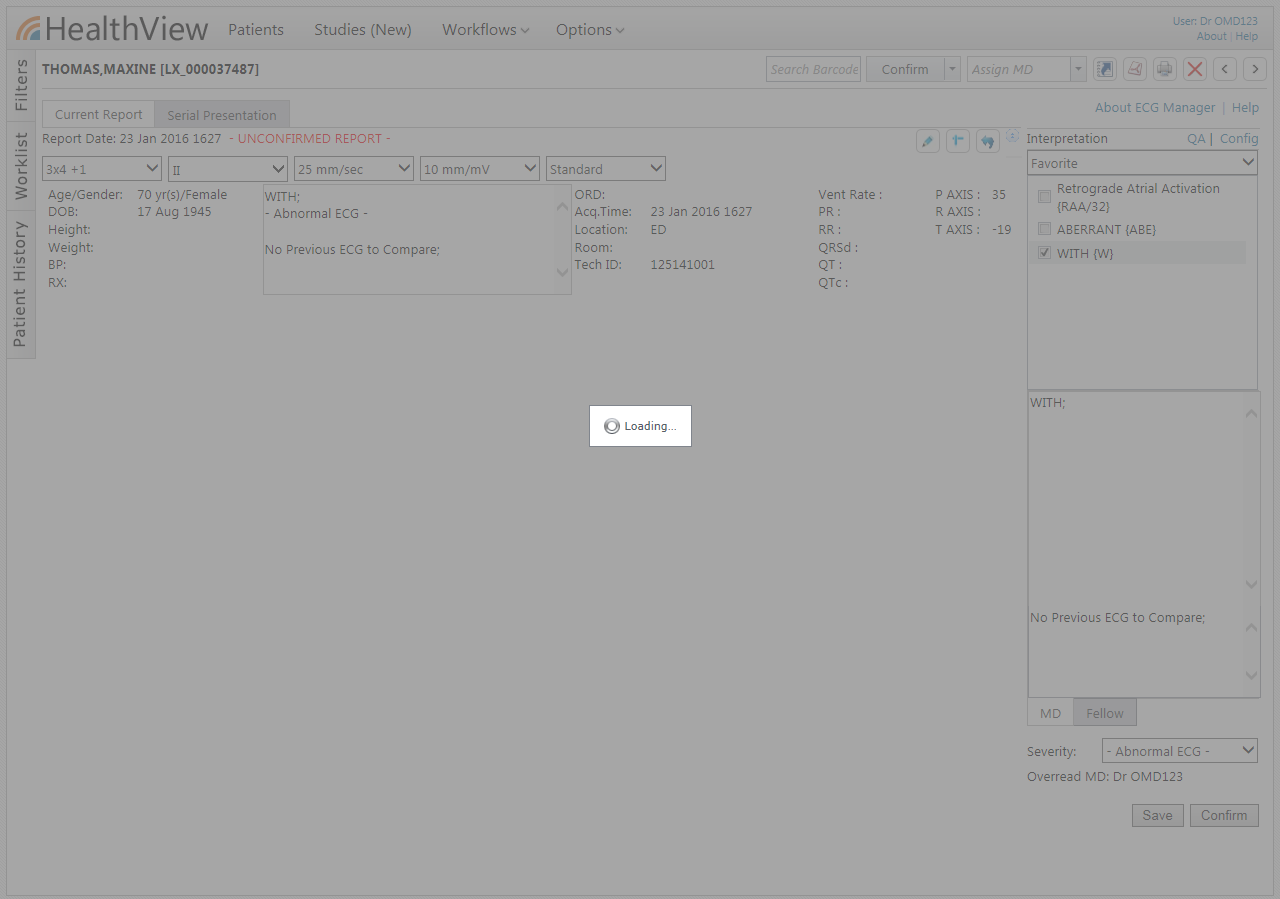 HealthView
Patients
Studies (New)
Workflows
Options
User: Dr OMD123
About | Help
Filters
Worklist
Patient History
THOMAS,MAXINE [LX_000037487]
Search Barcode
Confirm
Assign MD
Current Report
Serial Presentation
About ECG Manager | Help
Report Date: 23 Jan 2016 1627 - UNCONFIRMED REPORT -
3x4 +1
II
25 mm/sec
10 mm/mV
Standard
Age/Gender: 70 yr(s)/Female
DOB: 17 Aug 1945
Height:
Weight:
BP:
RX:
WITH;
- Abnormal ECG -
No Previous ECG to Compare;
ORD:
Acq.Time: 23 Jan 2016 1627
Location: ED
Room:
Tech ID: 125141001
Vent Rate :
PR :
RR :
QRSd :
QT :
QTc :
P AXIS : 35
R AXIS :
T AXIS : -19
Interpretation
QA | Config
Favorite
Retrograde Atrial Activation
{RAA/32}
ABERRANT {ABE}
WITH {W}
Loading...
WITH;
No Previous ECG to Compare;
MD
Fellow
Severity: - Abnormal ECG -
Overread MD: Dr OMD123
Save
Confirm